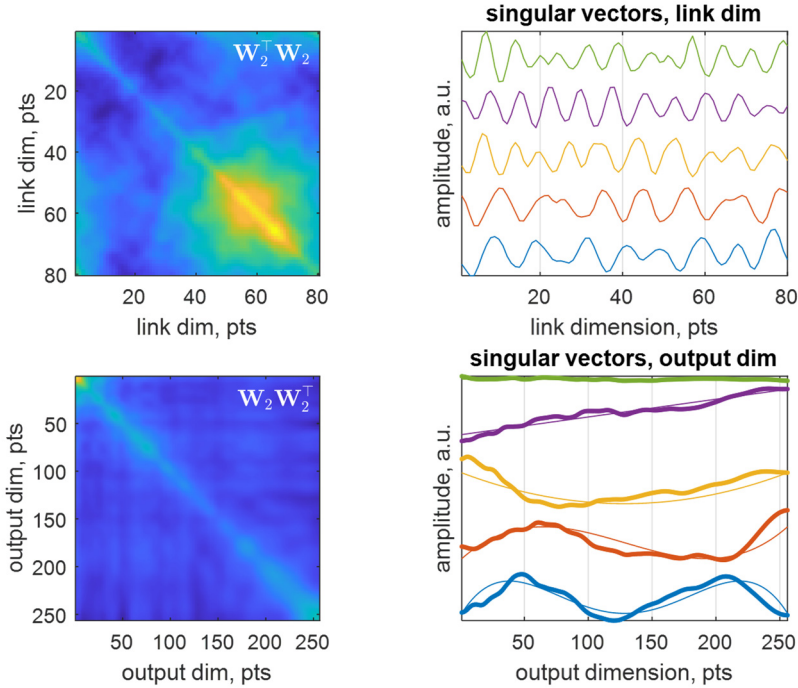 W₂ᵀW₂
20
40
60
80
link dim, pts
20
40
60
80
link dim, pts
singular vectors, link dim
amplitude, a.u.
20
40
60
80
link dimension, pts
W₂W₂ᵀ
50
100
150
200
250
output dim, pts
50
100
150
200
250
output dim, pts
singular vectors, output dim
amplitude, a.u.
50
100
150
200
250
output dimension, pts